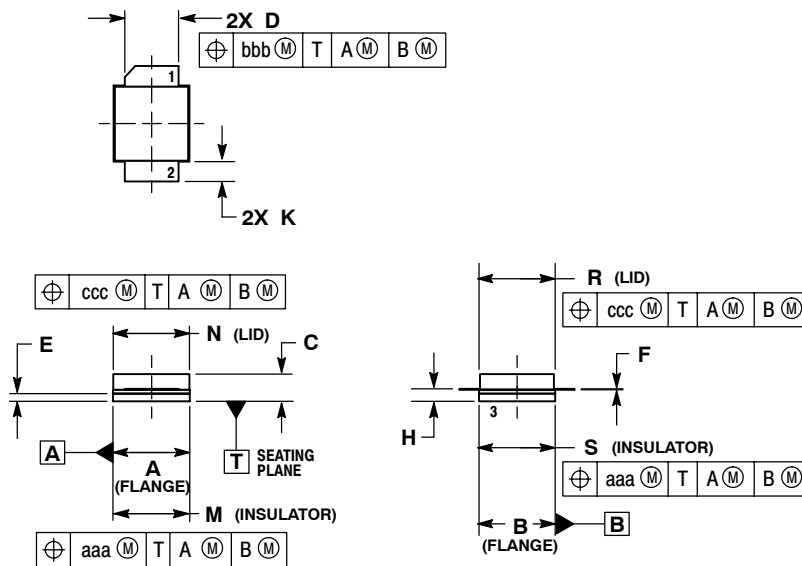 2X D
⌖ bbb Ⓜ T A Ⓜ B Ⓜ
1
2
2X K
⌖ ccc Ⓜ T A Ⓜ B Ⓜ
R (LID)
⌖ ccc Ⓜ T A Ⓜ B Ⓜ
E
N (LID)
C
F
H
3
A
A
(FLANGE)
T SEATING
PLANE
S (INSULATOR)
⌖ aaa Ⓜ T A Ⓜ B Ⓜ
M (INSULATOR)
B
(FLANGE)
B
⌖ aaa Ⓜ T A Ⓜ B Ⓜ